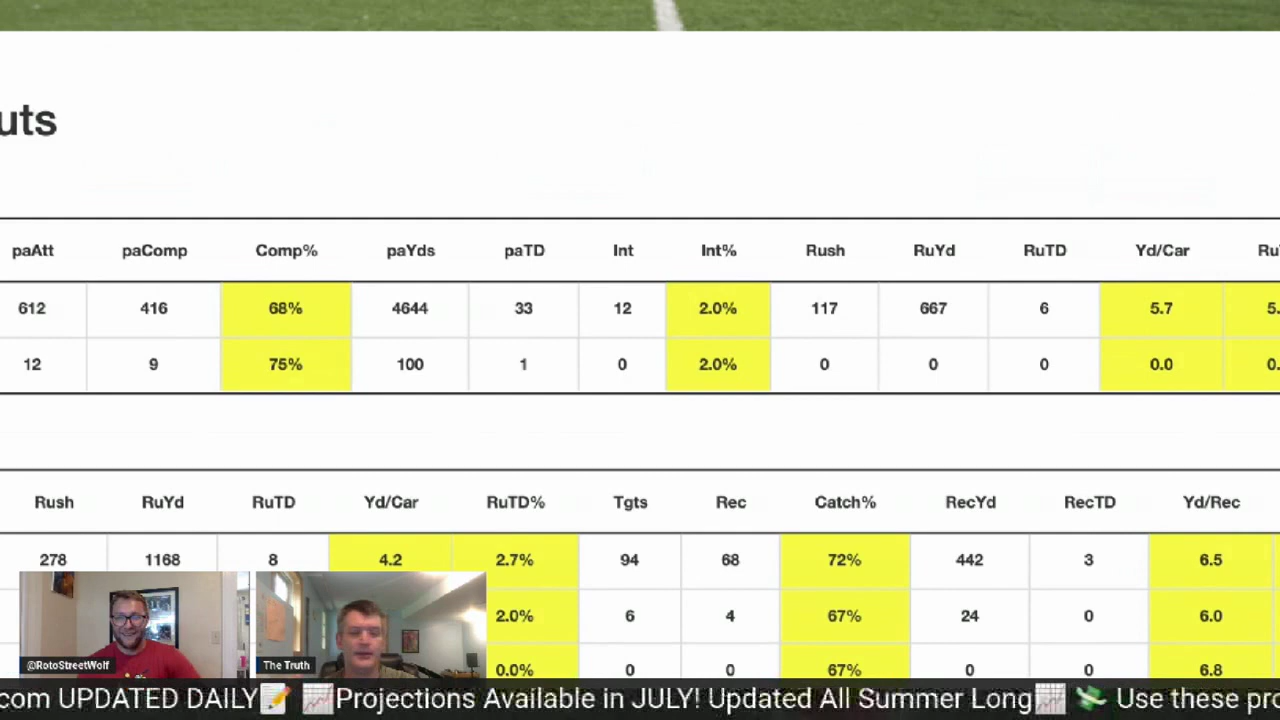 uts
paAtt paComp Comp% paYds paTD Int Int% Rush RuYd RuTD Yd/Car Ru
612 416 68% 4644 33 12 2.0% 117 667 6 5.7 5.
12 9 75% 100 1 0 2.0% 0 0 0 0.0 0.
Rush RuYd RuTD Yd/Car RuTD% Tgts Rec Catch% RecYd RecTD Yd/Rec
278 1168 8 4.2 2.7% 94 68 72% 442 3 6.5
2.0% 6 4 67% 24 0 6.0
0.0% 0 0 67% 0 0 6.8
@RotoStreetWolf The Truth
.com UPDATED DAILY📝 📈Projections Available in JULY! Updated All Summer Long📈 💸 Use these pro